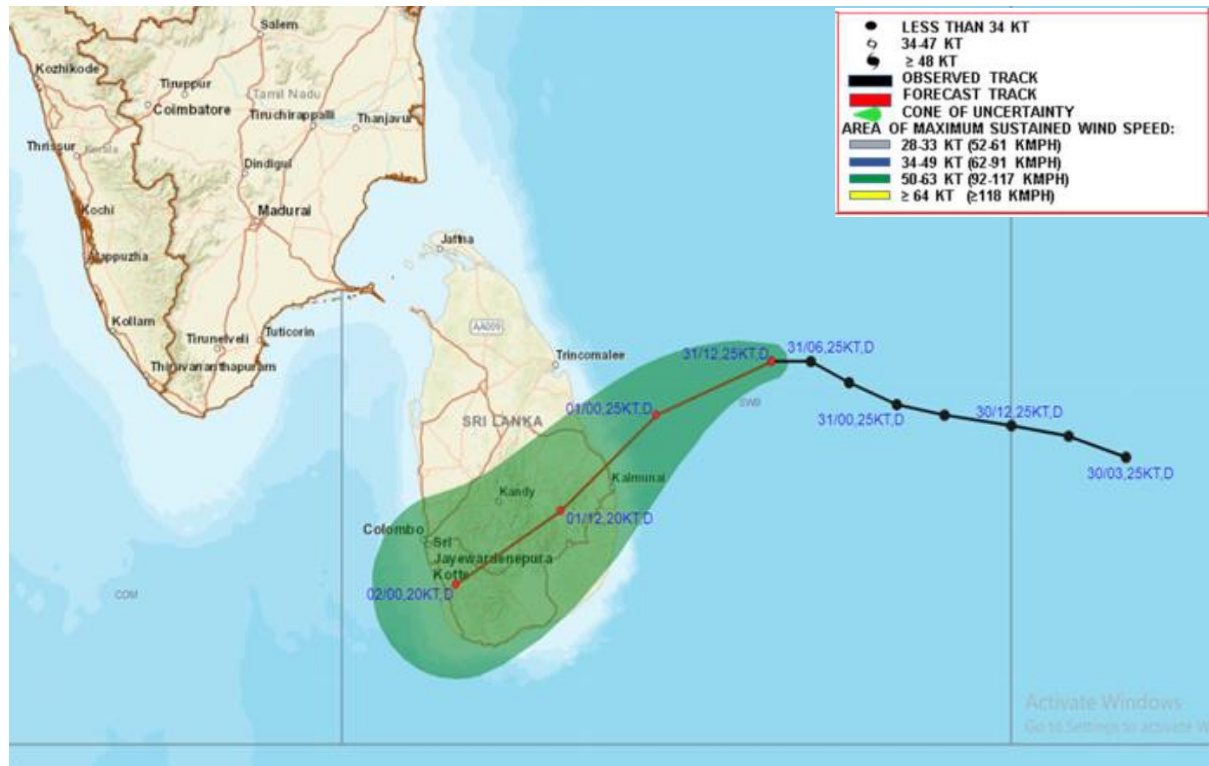 LESS THAN 34 KT
34-47 KT
≥ 48 KT
OBSERVED TRACK
FORECAST TRACK
CONE OF UNCERTAINTY
AREA OF MAXIMUM SUSTAINED WIND SPEED:
28-33 KT (52-61 KMPH)
34-49 KT (62-91 KMPH)
50-63 KT (92-117 KMPH)
≥ 64 KT (≥118 KMPH)
Salem
Kozhikode
Tiruppur
Tamil Nadu
Coimbatore
Tiruchirappalli
Thanjavur
Thrissur
Kerala
Dindigul
Kochi
Madurai
Jaffna
Alappuzha
Kollam
AA009
Tirunelveli
Tuticorin
Trincomalee
31/12,25KT,D
31/06,25KT,D
Thiruvananthapuram
01/00,25KT,D
SWB
SRI LANKA
31/00,25KT,D
30/12,25KT,D
30/03,25KT,D
Kalmunai
Kandy
01/12,20KT,D
Colombo
Sri
Jayewardenepura
Kotte
02/00,20KT,D
COM
Activate Windows
Go to Settings to activate W